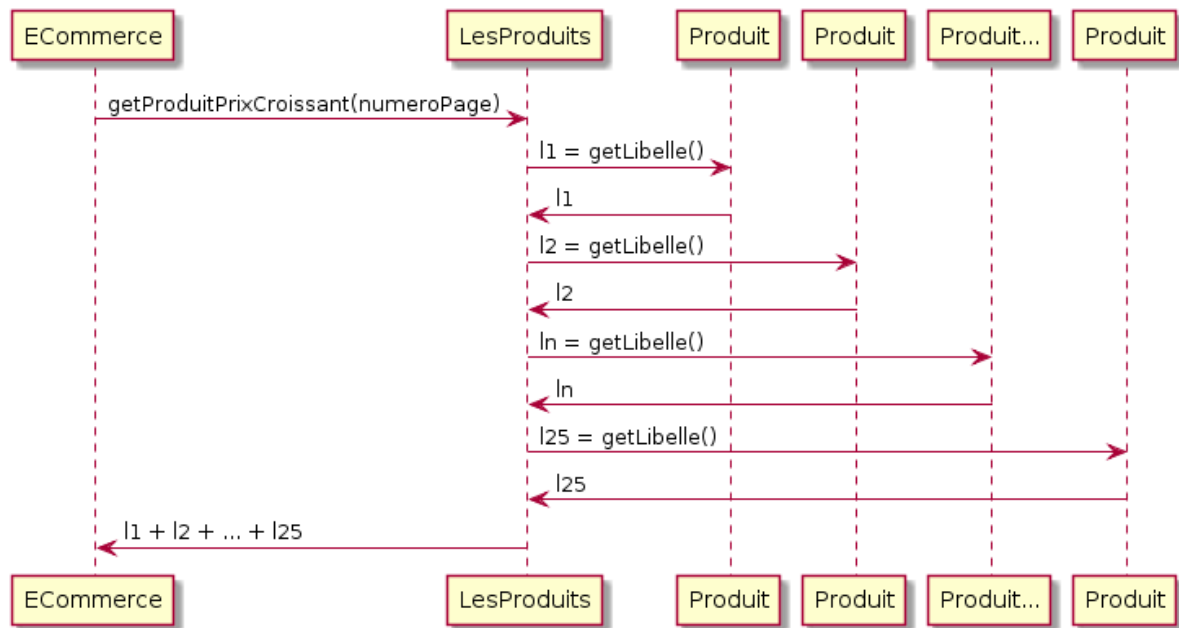 ECommerce
LesProduits
Produit
Produit
Produit...
Produit
getProduitPrixCroissant(numeroPage)
l1 = getLibelle()
l1
l2 = getLibelle()
l2
ln = getLibelle()
ln
l25 = getLibelle()
l25
l1 + l2 + ... + l25
ECommerce
LesProduits
Produit
Produit
Produit...
Produit